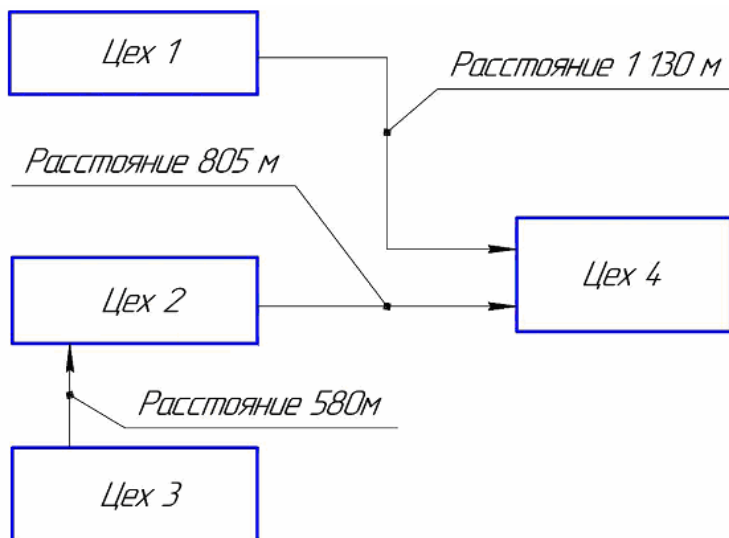 Цех 1
Расстояние 1 130 м
Расстояние 805 м
Цех 4
Цех 2
Расстояние 580м
Цех 3